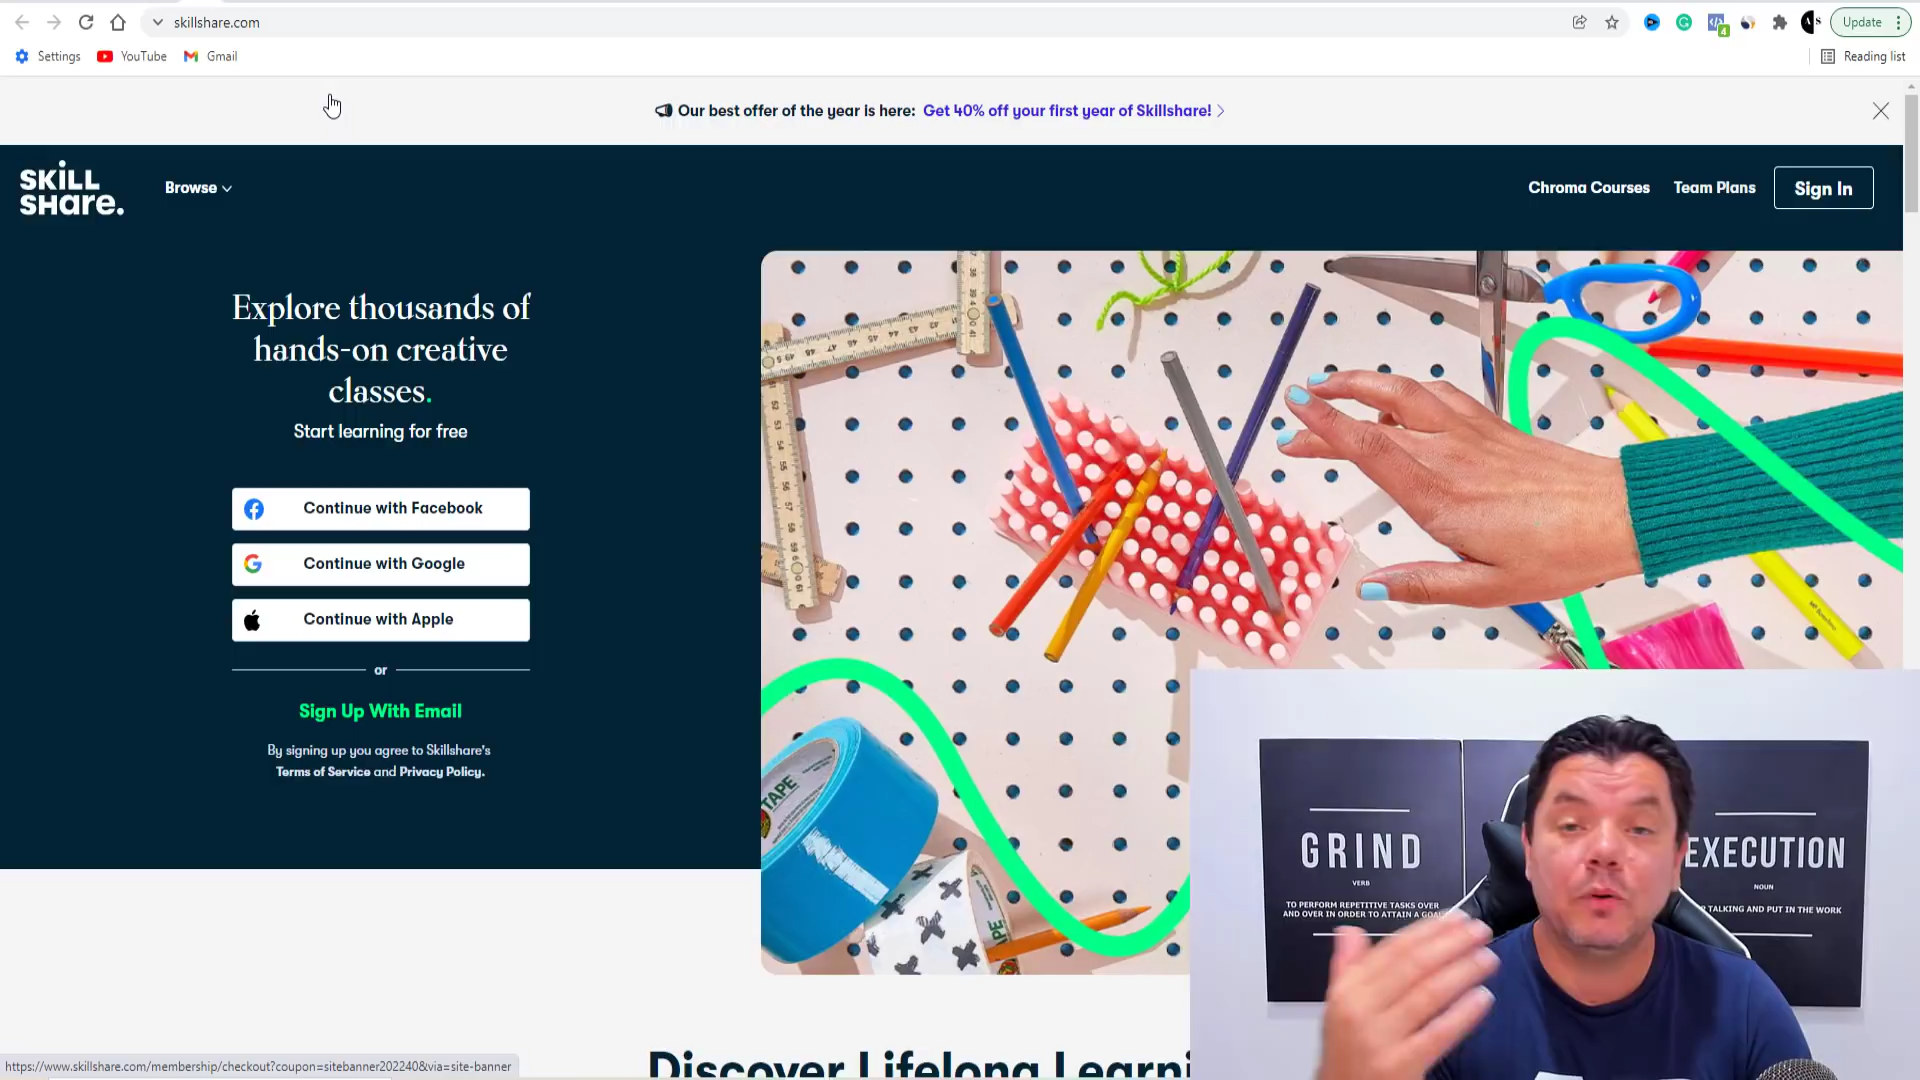 skillshare.com
Update
Settings
YouTube
Gmail
Reading list
Our best offer of the year is here: Get 40% off your first year of Skillshare!
SKILL
SHare.
Browse
Chroma Courses
Team Plans
Sign In
Explore thousands of
hands-on creative
classes.
Start learning for free
Continue with Facebook
Continue with Google
Continue with Apple
or
Sign Up With Email
By signing up you agree to Skillshare's
Terms of Service and Privacy Policy.
TAPE
GRIND
VERB
TO PERFORM REPETITIVE TASKS OVER
AND OVER IN ORDER TO ATTAIN A GOAL
EXECUTION
NOUN
TALKING AND PUT IN THE WORK
Discover Lifelong Learni
https://www.skillshare.com/membership/checkout?coupon=sitebanner202240&via=site-banner